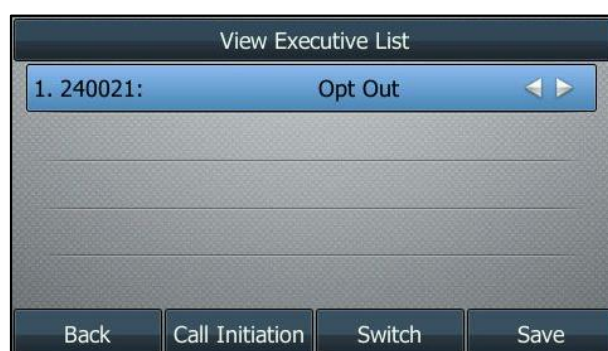 View Executive List
1. 240021: Opt Out
Back Call Initiation Switch Save